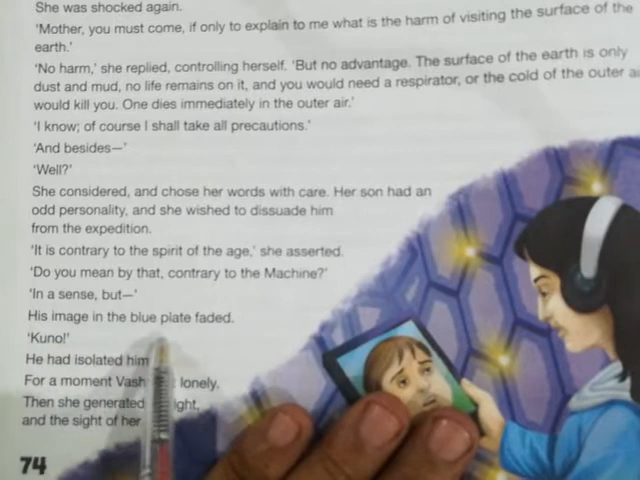 She was shocked again.
'Mother, you must come, if only to explain to me what is the harm of visiting the surface of the
earth.'
'No harm,' she replied, controlling herself. 'But no advantage. The surface of the earth is only
dust and mud, no life remains on it, and you would need a respirator, or the cold of the outer
would kill you. One dies immediately in the outer air.'
'I know; of course I shall take all precautions.'
'And besides—'
'Well?'
She considered, and chose her words with care. Her son had an
odd personality, and she wished to dissuade him
from the expedition.
'It is contrary to the spirit of the age,' she asserted.
'Do you mean by that, contrary to the Machine?'
'In a sense, but—'
His image in the blue plate faded.
'Kuno!'
He had isolated him
For a moment Vash lonely.
Then she generated ight,
and the sight of her
74